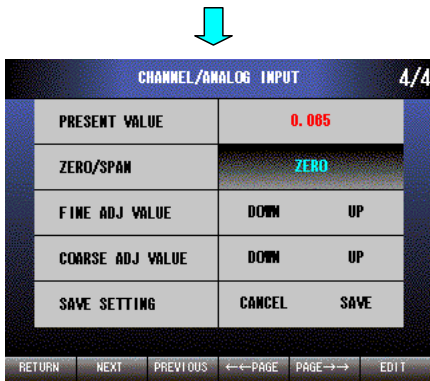 CHANNEL/ANALOG INPUT 4/4
PRESENT VALUE 0.085
ZERO/SPAN ZERO
FINE ADJ VALUE DOWN UP
COARSE ADJ VALUE DOWN UP
SAVE SETTING CANCEL SAVE
RETURN NEXT PREVIOUS ←←PAGE PAGE→→ EDIT